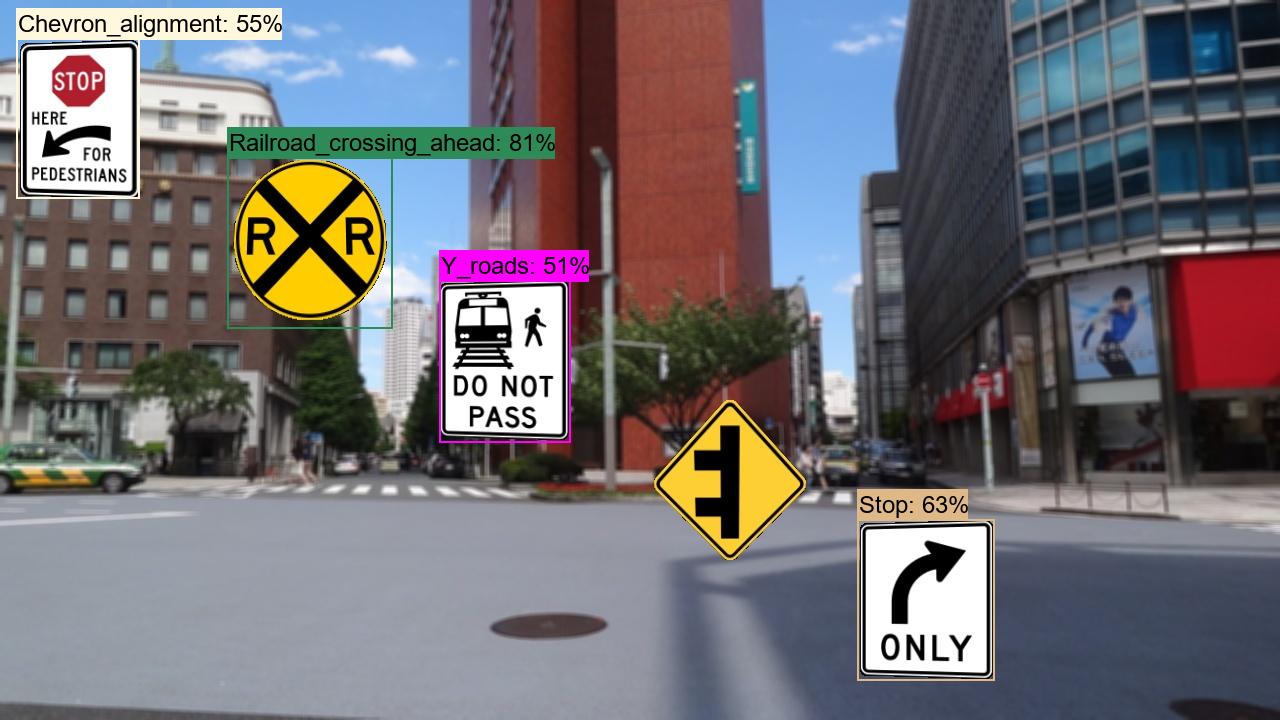 Chevron_alignment: 55%
STOP
HERE
FOR
PEDESTRIANS
Railroad_crossing_ahead: 81%
R R
Y_roads: 51%
DO NOT
PASS
Stop: 63%
ONLY